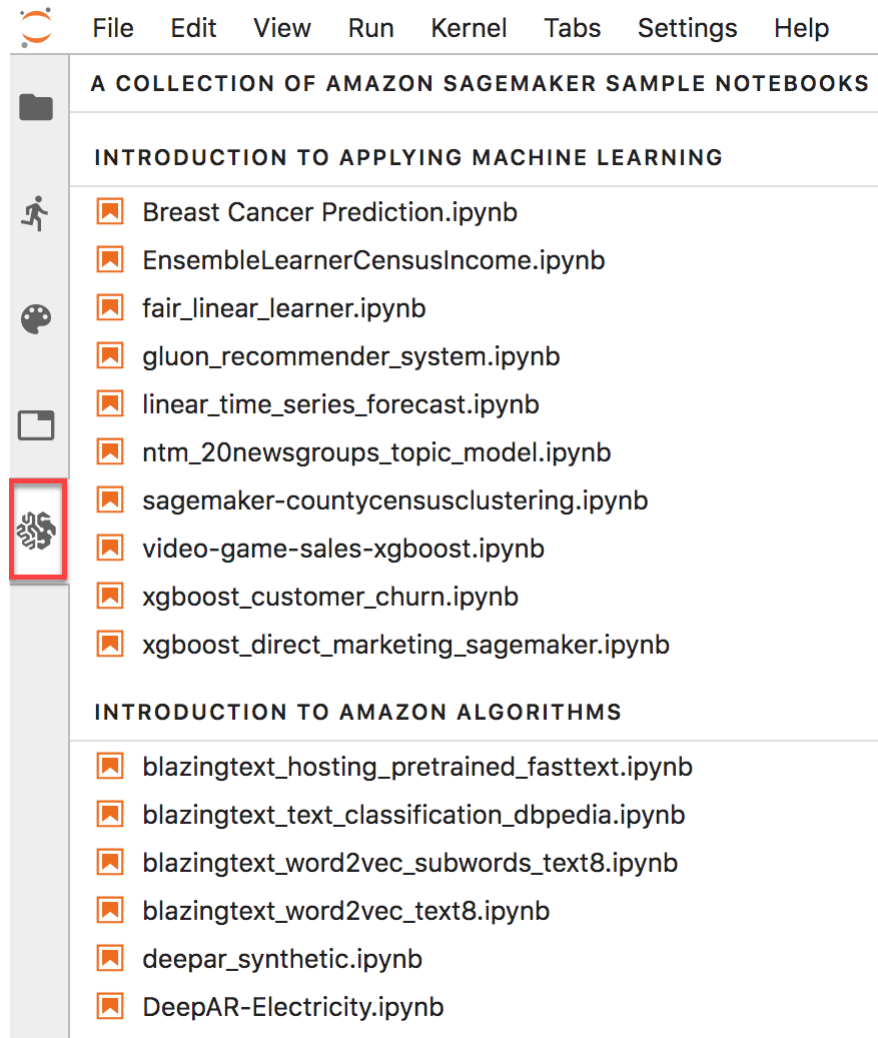 File Edit View Run Kernel Tabs Settings Help
A COLLECTION OF AMAZON SAGEMAKER SAMPLE NOTEBOOKS
INTRODUCTION TO APPLYING MACHINE LEARNING
Breast Cancer Prediction.ipynb
EnsembleLearnerCensusIncome.ipynb
fair_linear_learner.ipynb
gluon_recommender_system.ipynb
linear_time_series_forecast.ipynb
ntm_20newsgroups_topic_model.ipynb
sagemaker-countycensusclustering.ipynb
video-game-sales-xgboost.ipynb
xgboost_customer_churn.ipynb
xgboost_direct_marketing_sagemaker.ipynb
INTRODUCTION TO AMAZON ALGORITHMS
blazingtext_hosting_pretrained_fasttext.ipynb
blazingtext_text_classification_dbpedia.ipynb
blazingtext_word2vec_subwords_text8.ipynb
blazingtext_word2vec_text8.ipynb
deepar_synthetic.ipynb
DeepAR-Electricity.ipynb